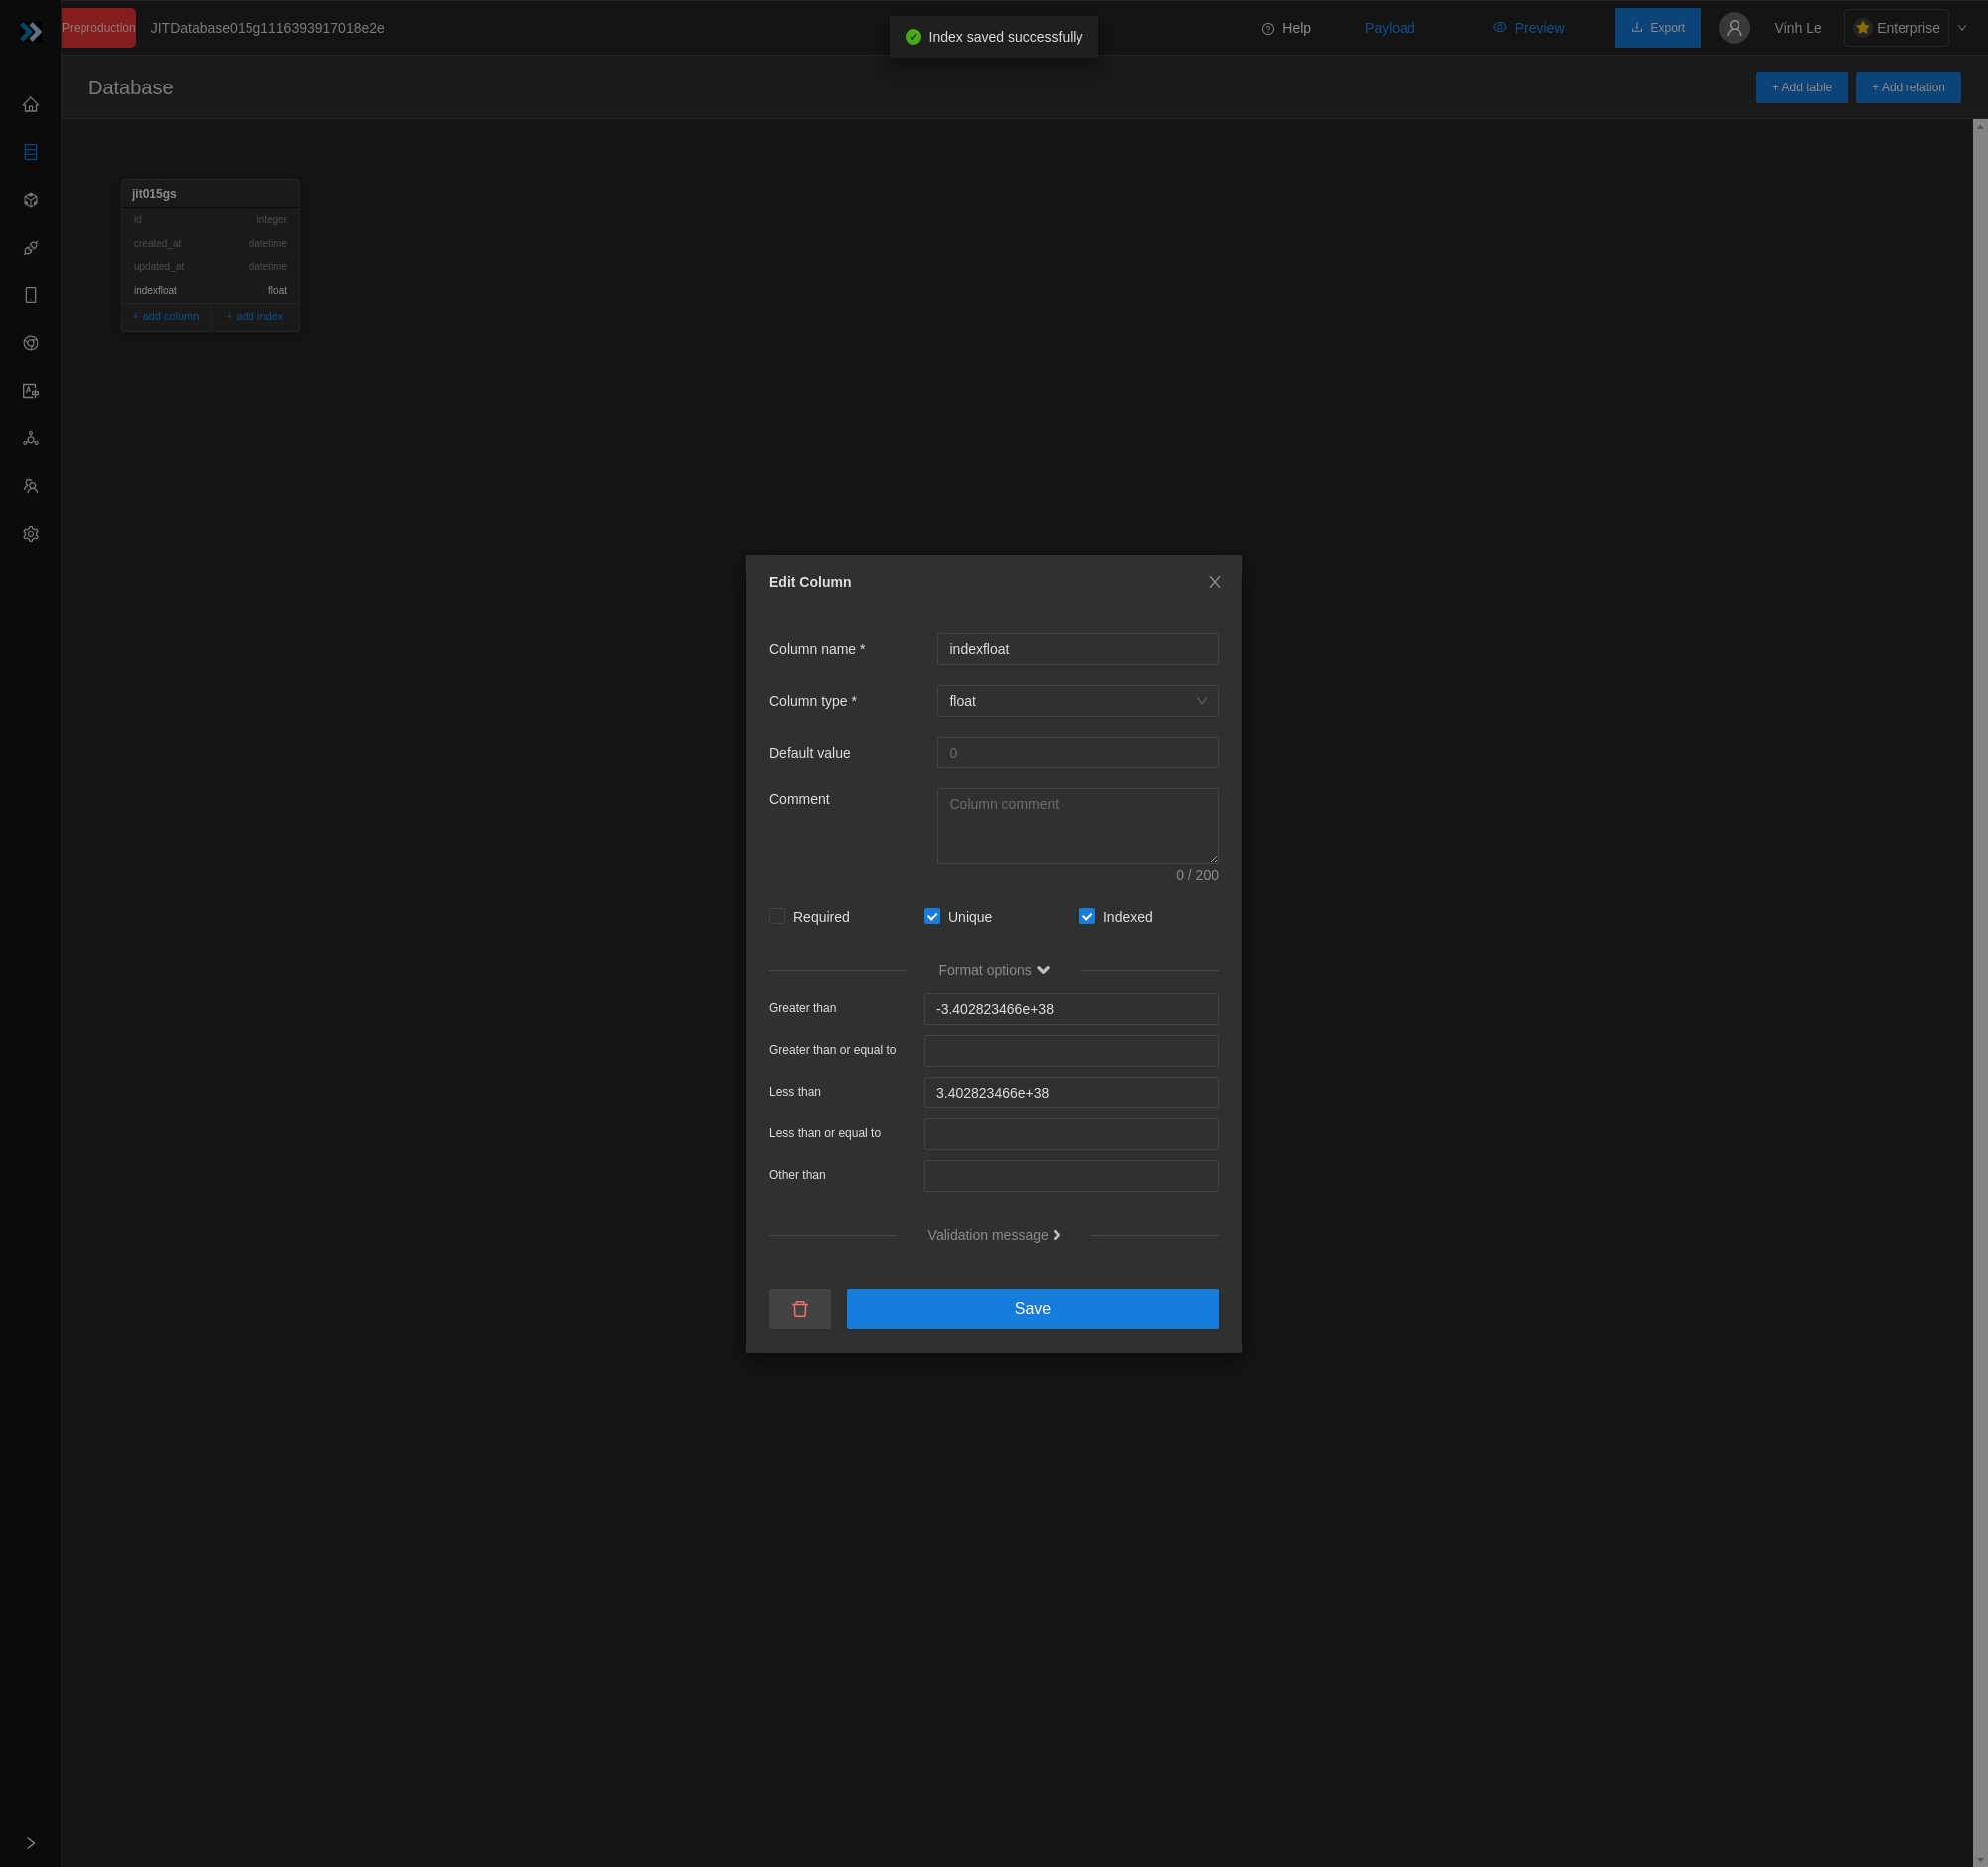 Preproduction JITDatabase015g1116393917018e2e Index saved successfully Help Payload Preview Export Vinh Le Enterprise
Database + Add table + Add relation
jit015gs
id integer
created_at datetime
updated_at datetime
indexfloat float
+ add column + add index
Edit Column
Column name * indexfloat
Column type * float
Default value 0
Comment Column comment
0 / 200
Required Unique Indexed
Format options
Greater than -3.402823466e+38
Greater than or equal to
Less than 3.402823466e+38
Less than or equal to
Other than
Validation message
Save